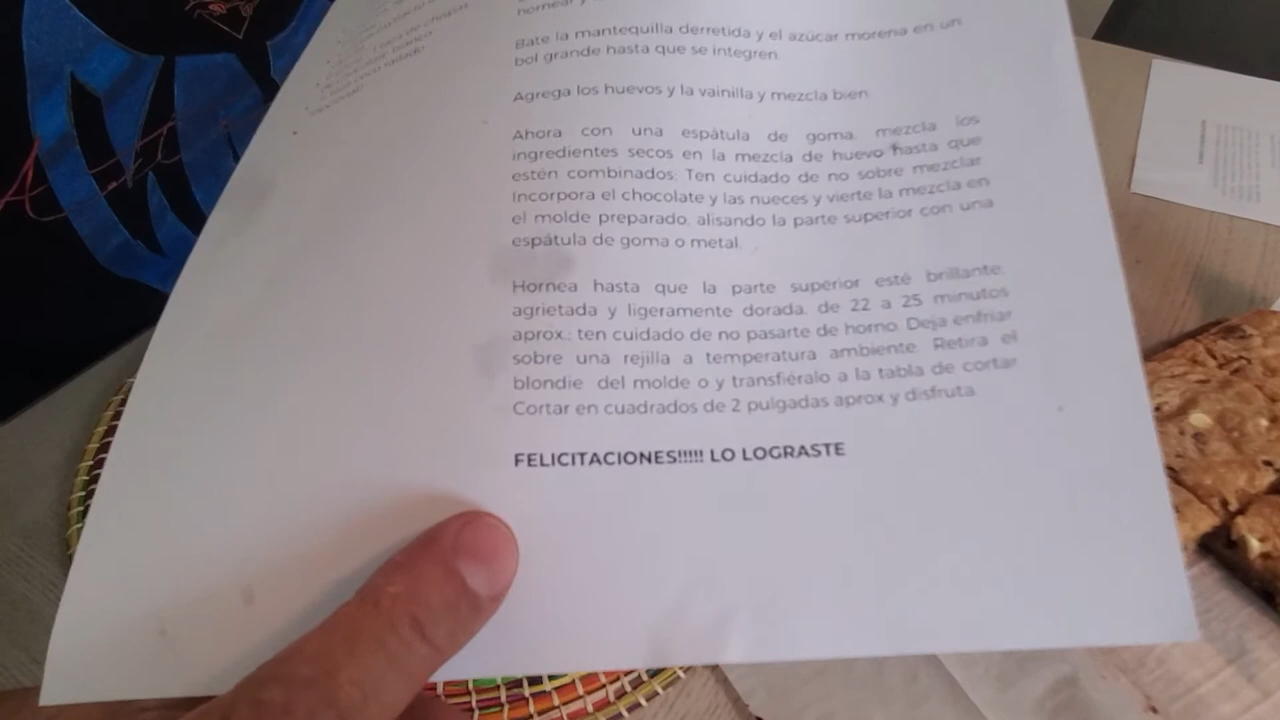 hornear y
Bate la mantequilla derretida y el azúcar morena en un
bol grande hasta que se integren.
Agrega los huevos y la vainilla y mezcla bien.
Ahora con una espátula de goma, mezcla los
ingredientes secos en la mezcla de huevo hasta que
estén combinados; Ten cuidado de no sobre mezclar.
Incorpora el chocolate y las nueces y vierte la mezcla en
el molde preparado, alisando la parte superior con una
espátula de goma o metal.
Hornea hasta que la parte superior esté brillante,
agrietada y ligeramente dorada, de 22 a 25 minutos
aprox.; ten cuidado de no pasarte de horno. Deja enfriar
sobre una rejilla a temperatura ambiente. Retira el
blondie del molde o y transfiéralo a la tabla de cortar
Cortar en cuadrados de 2 pulgadas aprox y disfruta.
FELICITACIONES!!!!! LO LOGRASTE